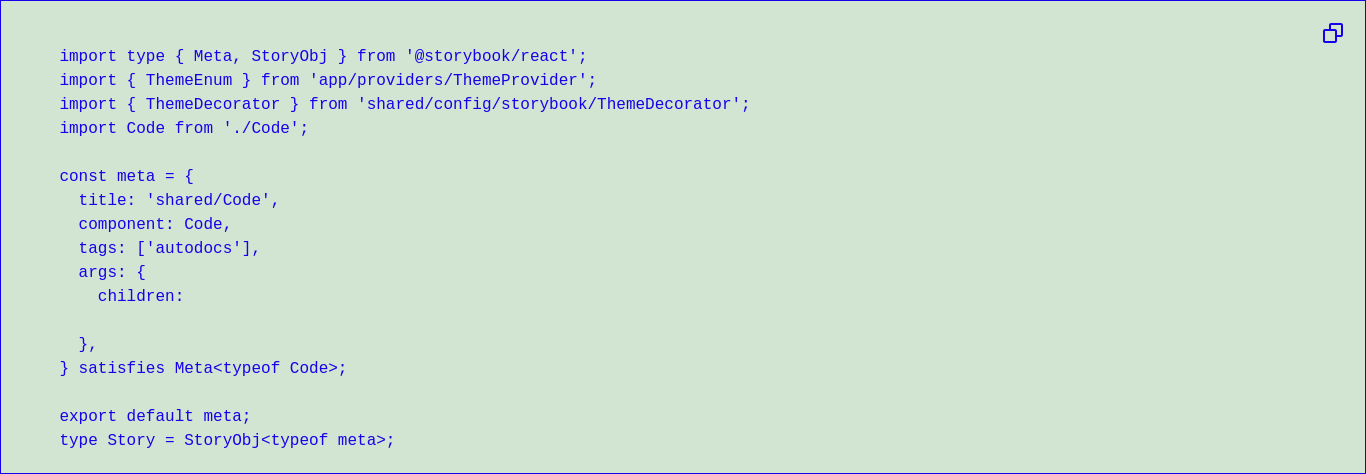 import type { Meta, StoryObj } from '@storybook/react';
import { ThemeEnum } from 'app/providers/ThemeProvider';
import { ThemeDecorator } from 'shared/config/storybook/ThemeDecorator';
import Code from './Code';

const meta = {
  title: 'shared/Code',
  component: Code,
  tags: ['autodocs'],
  args: {
    children:

  },
} satisfies Meta<typeof Code>;

export default meta;
type Story = StoryObj<typeof meta>;